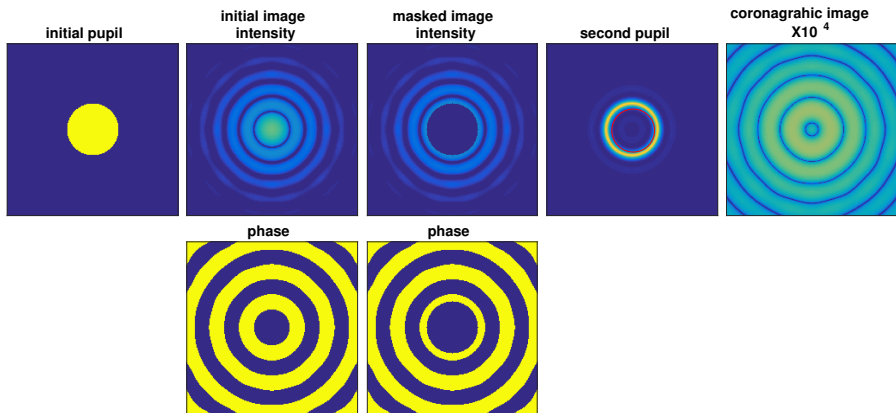 initial pupil
initial image
intensity
masked image
intensity
second pupil
coronagrahic image
X10 4
phase
phase